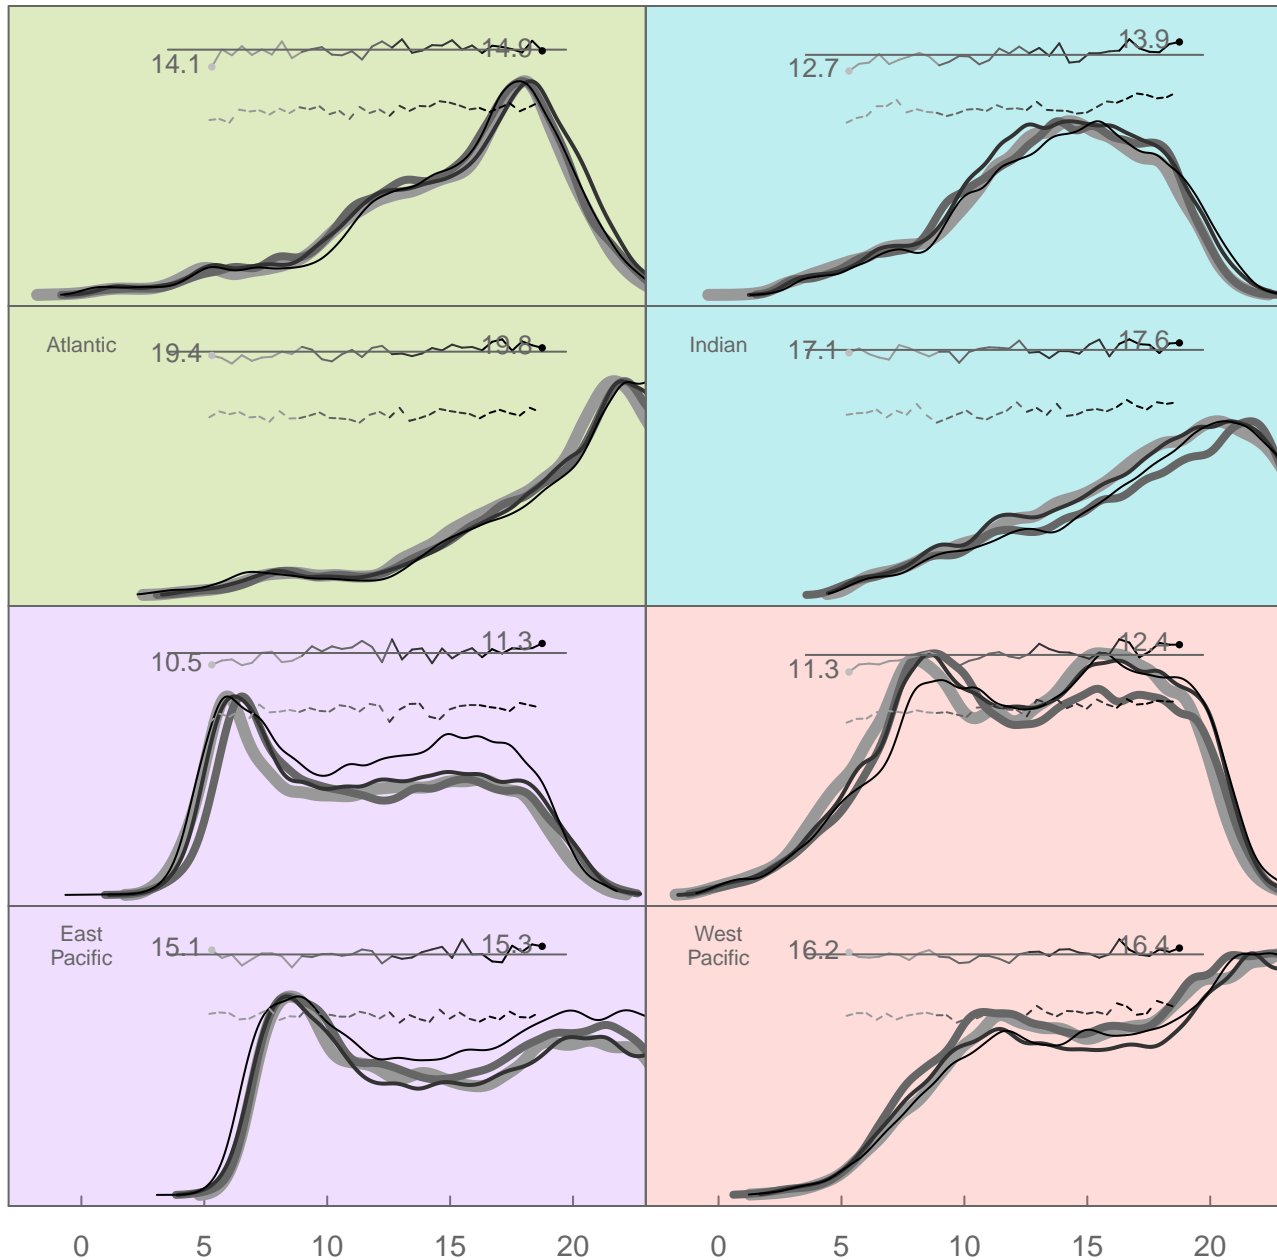 14.1 14.9
12.7 13.9
Atlantic 19.4 19.8
Indian 17.1 17.6
10.5 11.3
11.3 12.4
East
Pacific
15.1 15.3
West
Pacific
16.2 16.4
0 5 10 15 20
0 5 10 15 20